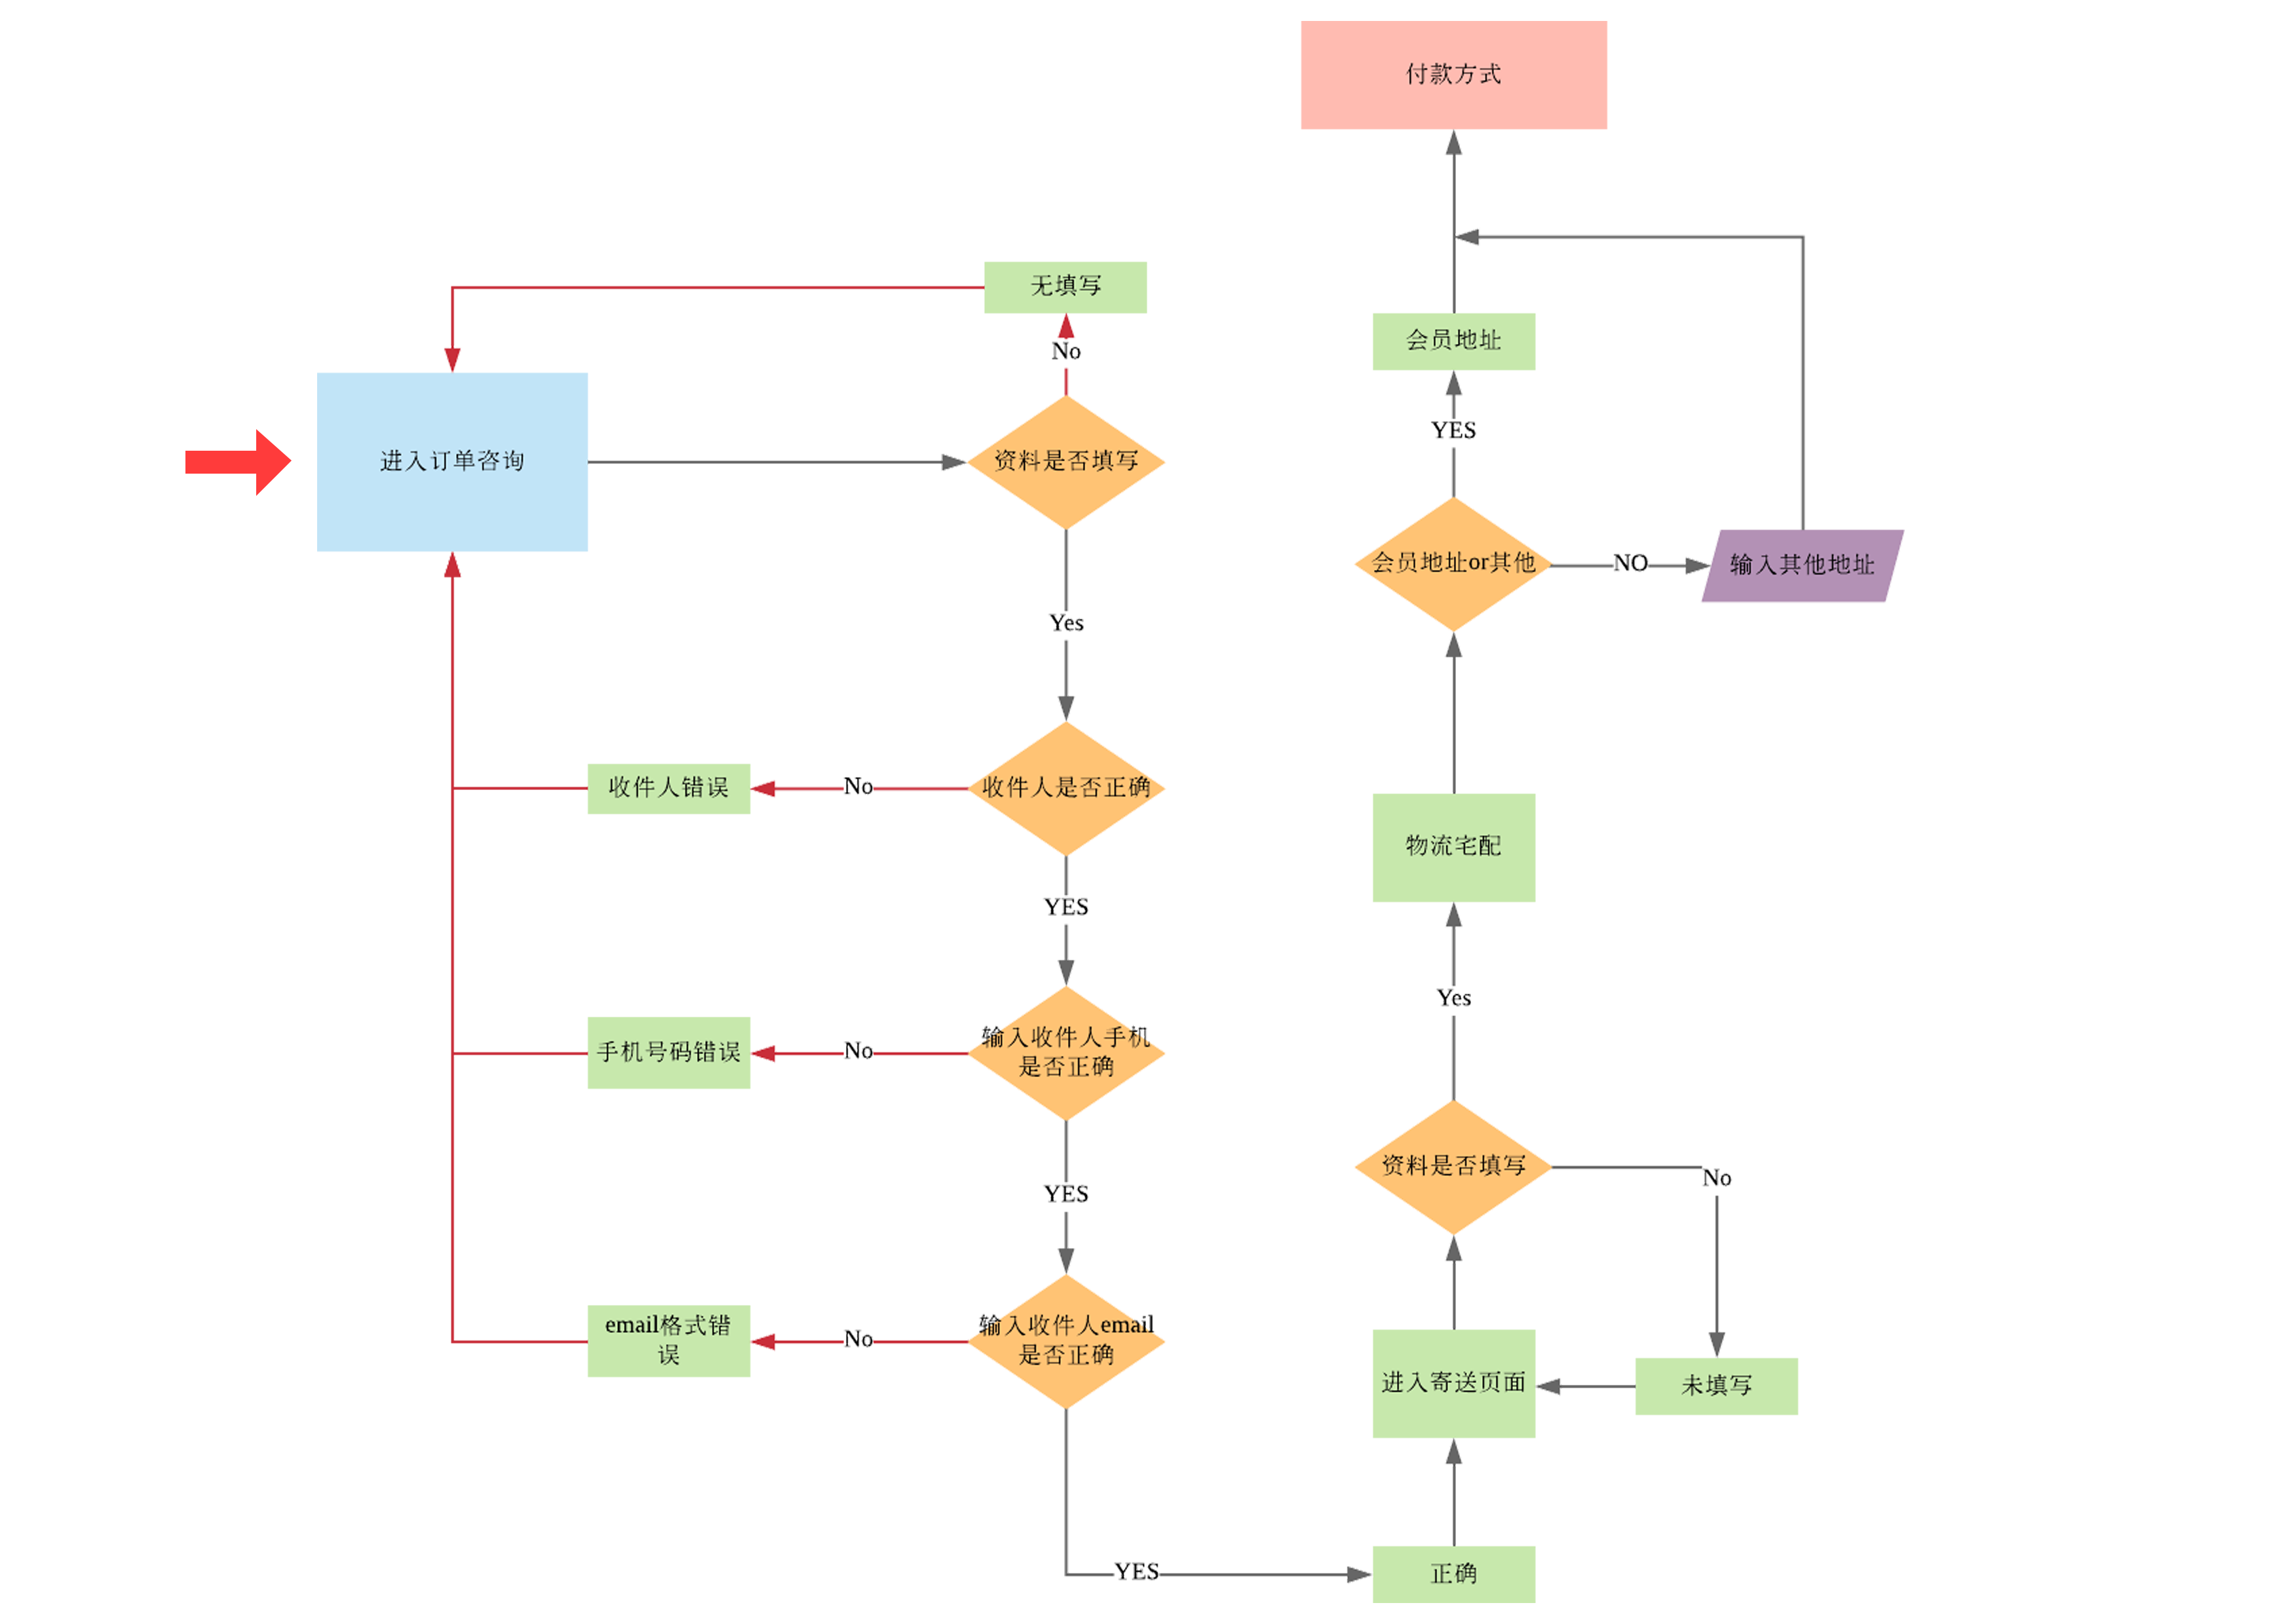 付款方式
无填写
No
会员地址
YES
进入订单咨询
资料是否填写
会员地址or其他
NO
输入其他地址
Yes
收件人错误
No
收件人是否正确
物流宅配
YES
Yes
手机号码错误
No
输入收件人手机
是否正确
资料是否填写
No
YES
email格式错
误
No
输入收件人email
是否正确
进入寄送页面
未填写
YES
正确